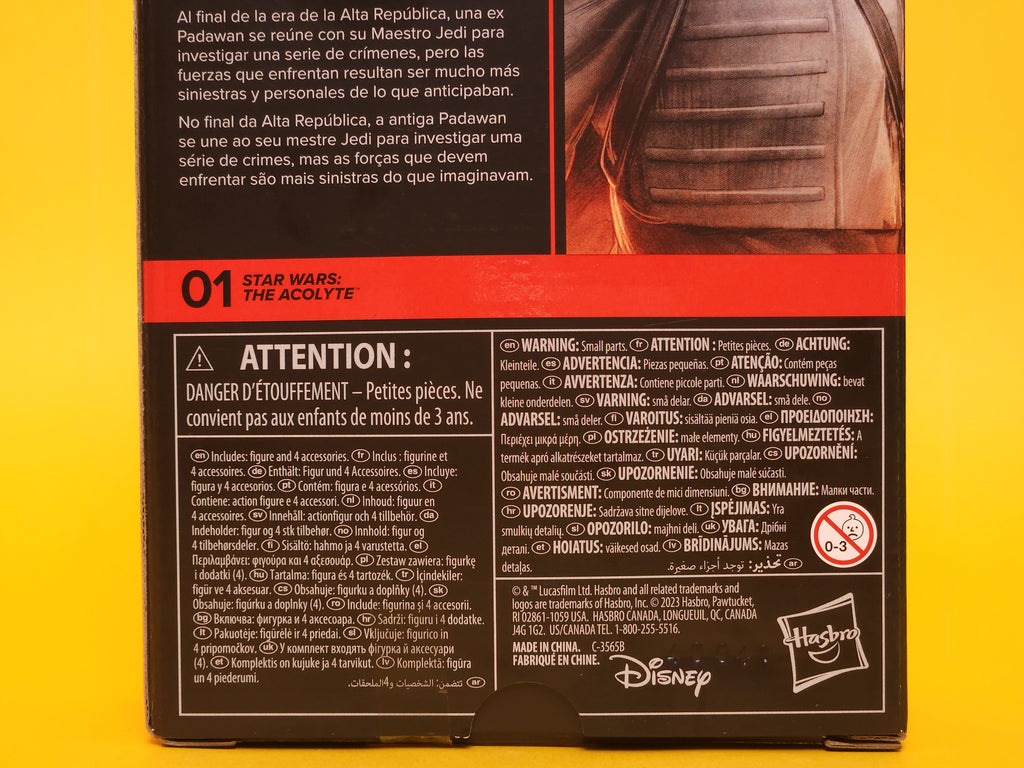 Al final de la era de la Alta República, una ex
Padawan se reúne con su Maestro Jedi para
investigar una serie de crímenes, pero las
fuerzas que enfrentan resultan ser mucho más
siniestras y personales de lo que anticipaban.
No final da Alta República, a antiga Padawan
se une ao seu mestre Jedi para investigar uma
série de crimes, mas as forças que devem
enfrentar são mais sinistras do que imaginavam.
01 STAR WARS:
THE ACOLYTE™
ATTENTION :
DANGER D'ÉTOUFFEMENT – Petites pièces. Ne
convient pas aux enfants de moins de 3 ans.
en Includes: figure and 4 accessories. fr Inclus : figurine et
4 accessoires. de Enthält: Figur und 4 Accessoires. es Incluye:
figura y 4 accesorios. pt Contém: figura e 4 acessórios. it
Contiene: action figure e 4 accessori. nl Inhoud: figuur en
4 accessoires. sv Innehåll: actionfigur och 4 tillbehör. da
Indeholder: figur og 4 stk tilbehør. no Innhold: figur og
4 tilbehørsdeler. fi Sisältö: hahmo ja 4 varustetta. el
Περιλαμβάνει: φιγούρα και 4 αξεσουάρ. pl Zestaw zawiera: figurkę
i dodatki (4). hu Tartalma: figura és 4 tartozék. tr İçindekiler:
figür ve 4 aksesuar. cs Obsahuje: figurku a doplňky (4). sk
Obsahuje: figúrku a doplnky (4). ro Include: figurina și 4 accesorii.
bg Включва: фигурка и 4 аксесоара. hr Sadrži: figuru i 4 dodatke.
lt Pakuotėje: figūrėlė ir 4 priedai. sl Vključuje: figurico in
4 pripomočkov. uk У комплект входять фігурка й аксесуари
(4). et Komplektis on kujuke ja 4 tarvikut. lv Komplektā: figūra
un 4 piederumi.
ar تتضمن: الشخصيات و4الملحقات.
en WARNING: Small parts. fr ATTENTION : Petites pièces. de ACHTUNG:
Kleinteile. es ADVERTENCIA: Piezas pequeñas. pt ATENÇÃO: Contém peças
pequenas. it AVVERTENZA: Contiene piccole parti. nl WAARSCHUWING: bevat
kleine onderdelen. sv VARNING: små delar. da ADVARSEL: små dele. no
ADVARSEL: små deler. fi VAROITUS: sisältää pieniä osia. el ΠΡΟΕΙΔΟΠΟΙΗΣΗ:
Περιέχει μικρά μέρη. pl OSTRZEŻENIE: małe elementy. hu FIGYELMEZTETÉS: A
termék apró alkatrészeket tartalmaz. tr UYARI: Küçük parçalar. cs UPOZORNĚNÍ:
Obsahuje malé součásti. sk UPOZORNENIE: Obsahuje malé súčasti.
ro AVERTISMENT: Componente de mici dimensiuni. bg ВНИМАНИЕ: Малки части.
hr UPOZORENJE: Sadržava sitne dijelove. lt ĮSPĖJIMAS: Yra
smulkių detalių. sl OPOZORILO: majhni deli. uk УВАГА: Дрібні
деталі. et HOIATUS: väikesed osad. lv BRĪDINĀJUMS: Mazas
detaļas.
ar تحذير: توجد أجزاء صغيرة.
0-3
© & ™ Lucasfilm Ltd. Hasbro and all related trademarks and
logos are trademarks of Hasbro, Inc. © 2023 Hasbro, Pawtucket,
RI 02861-1059 USA. HASBRO CANADA, LONGUEUIL, QC, CANADA
J4G 1G2. US/CANADA TEL. 1-800-255-5516.
MADE IN CHINA. C-3565B
FABRIQUÉ EN CHINE.
Disney
Hasbro